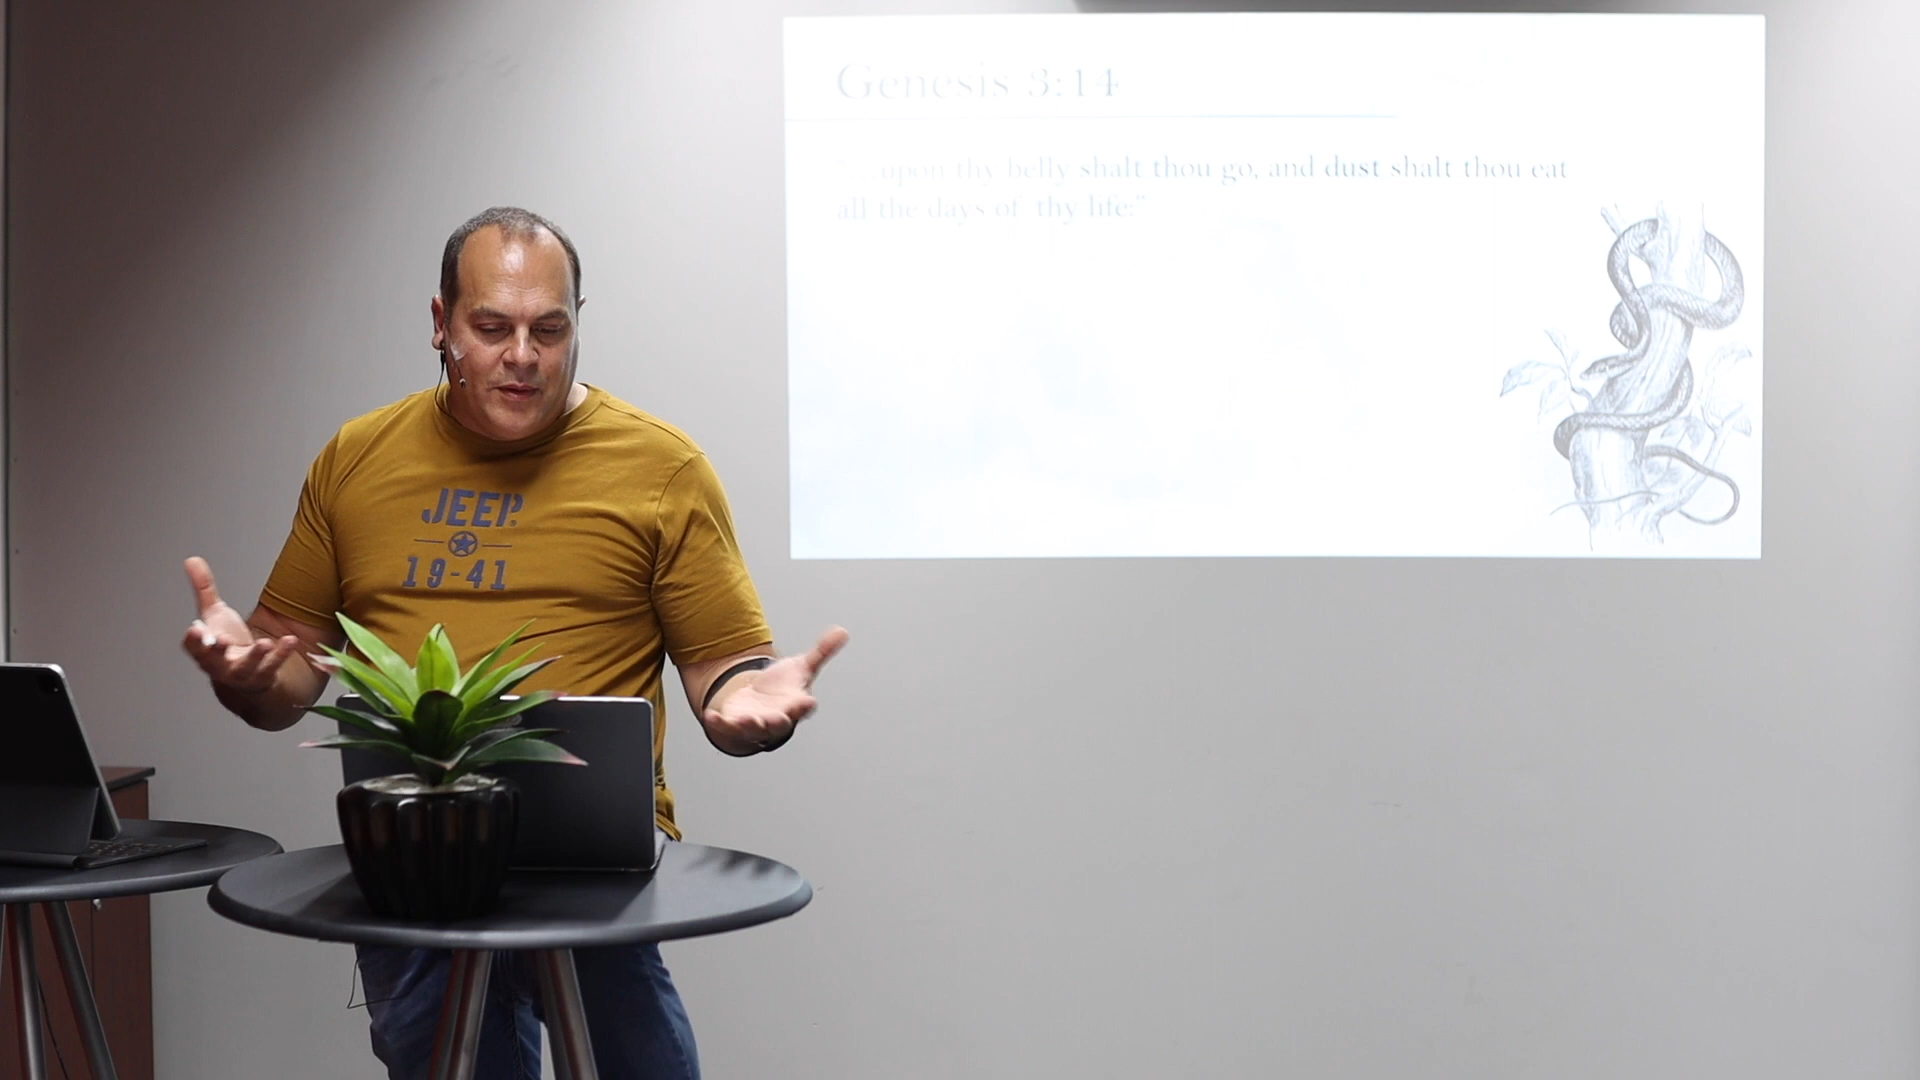 Genesis 3:14
"...upon thy belly shalt thou go, and dust shalt thou eat
all the days of thy life:"
JEEP.
19-41